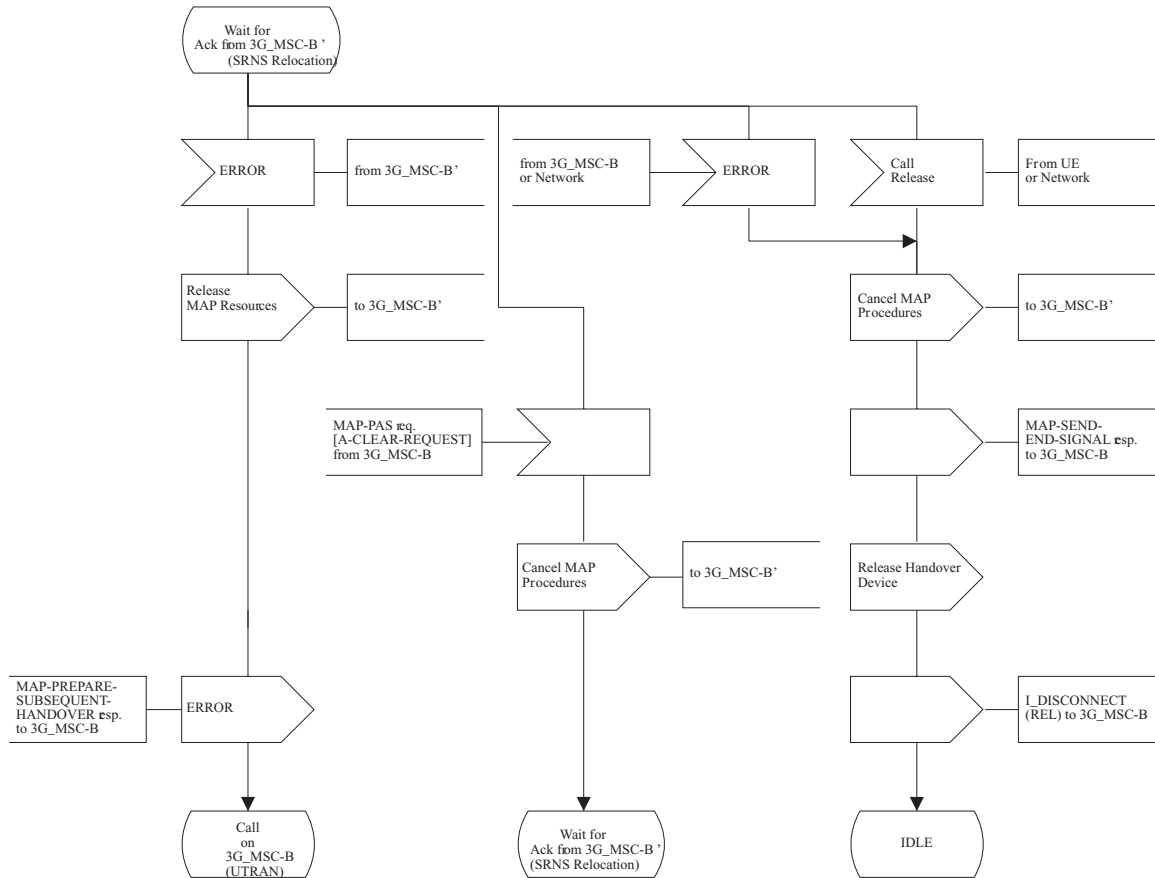 Wait for
Ack from 3G_MSC-B ’
(SRNS Relocation)
ERROR
from 3G_MSC-B’
from 3G_MSC-B
or Network
ERROR
Call
Release
From UE
or Network
Release
MAP Resources
to 3G_MSC-B’
Cancel MAP
Procedures
to 3G_MSC-B’
MAP-PAS req.
[A-CLEAR-REQUEST]
from 3G_MSC-B
MAP-SEND-
END-SIGNAL resp.
to 3G_MSC-B
Cancel MAP
Procedures
to 3G_MSC-B’
Release Handover
Device
MAP-PREPARE-
SUBSEQUENT-
HANDOVER resp.
to 3G_MSC-B
ERROR
I_DISCONNECT
(REL) to 3G_MSC-B
Call
on
3G_MSC-B
(UTRAN)
Wait for
Ack from 3G_MSC-B ’
(SRNS Relocation)
IDLE